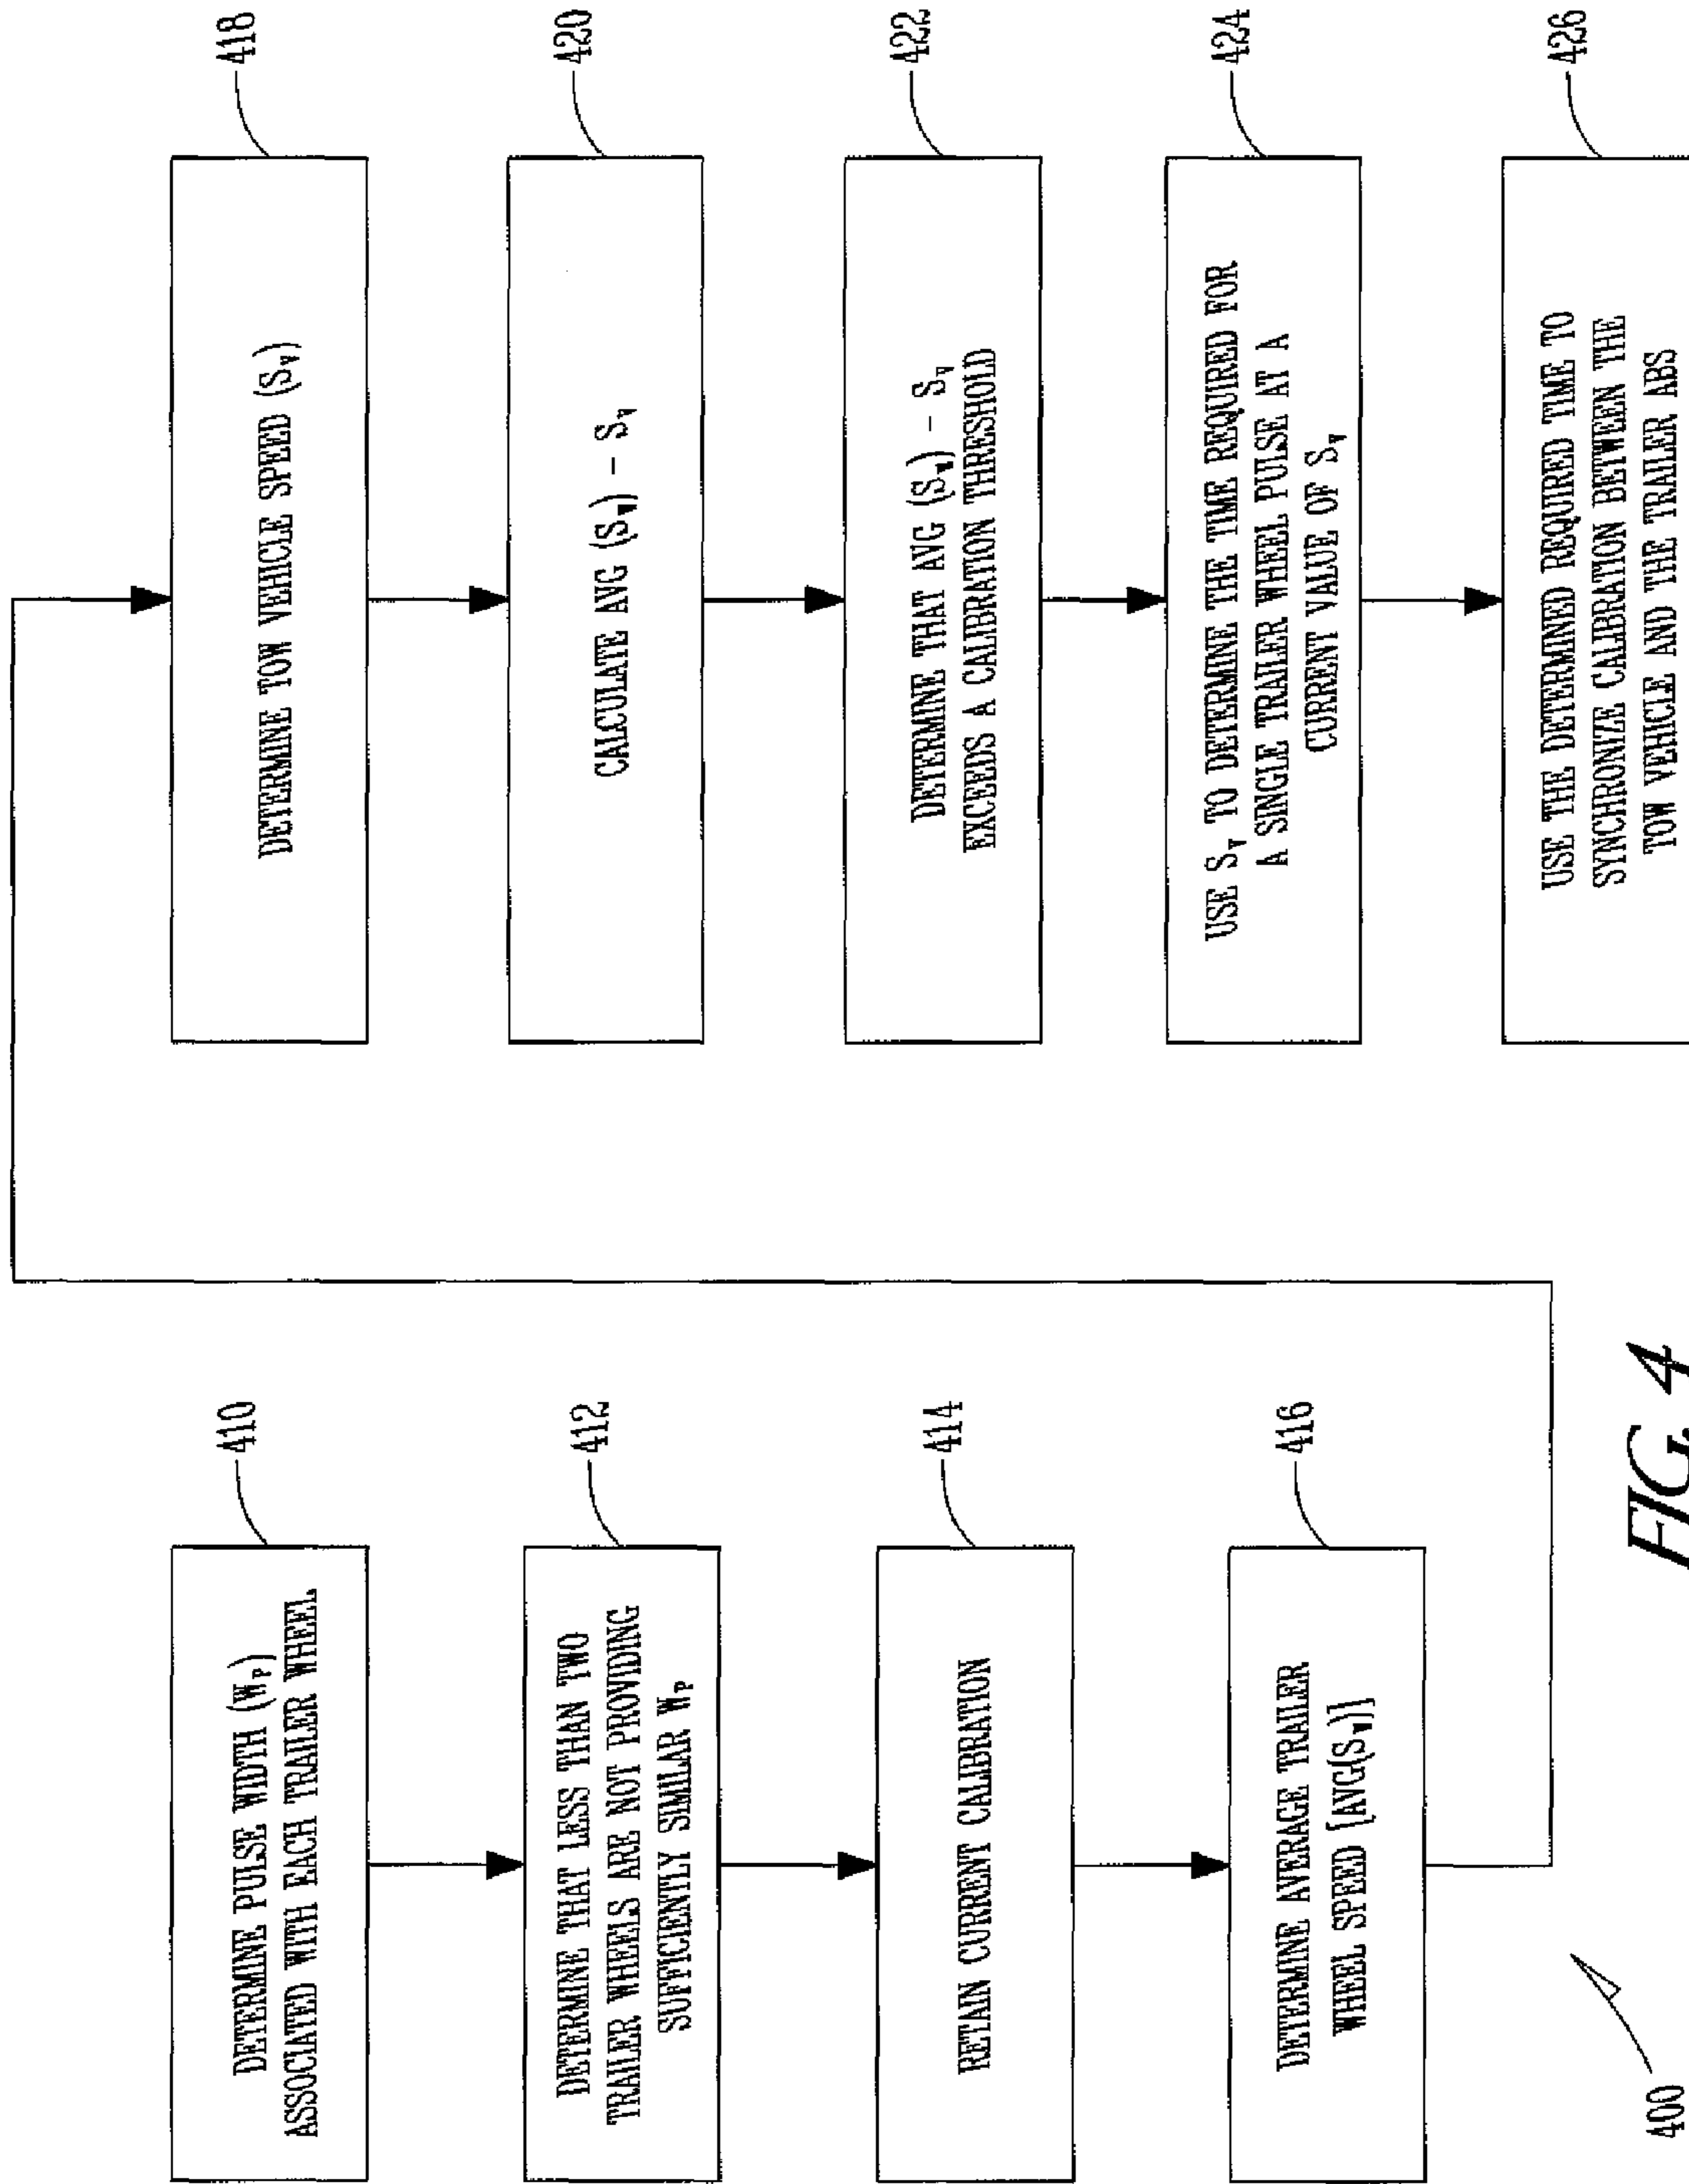 410
DETERMINE PULSE WIDTH (WP)
ASSOCIATED WITH EACH TRAILER WHEEL
412
DETERMINE THAT LESS THAN TWO
TRAILER WHEELS ARE NOT PROVIDING
SUFFICIENTLY SIMILAR WP
414
RETAIN CURRENT CALIBRATION
416
DETERMINE AVERAGE TRAILER
WHEEL SPEED [AVG(SW)]
418
DETERMINE TOW VEHICLE SPEED (SV)
420
CALCULATE AVG (SW) - SV
422
DETERMINE THAT AVG (SW) - SV
EXCEEDS A CALIBRATION THRESHOLD
424
USE SV TO DETERMINE THE TIME REQUIRED FOR
A SINGLE TRAILER WHEEL PULSE AT A
CURRENT VALUE OF SV
426
USE THE DETERMINED REQUIRED TIME TO
SYNCHRONIZE CALIBRATION BETWEEN THE
TOW VEHICLE AND THE TRAILER ABS
400
FIG. 4